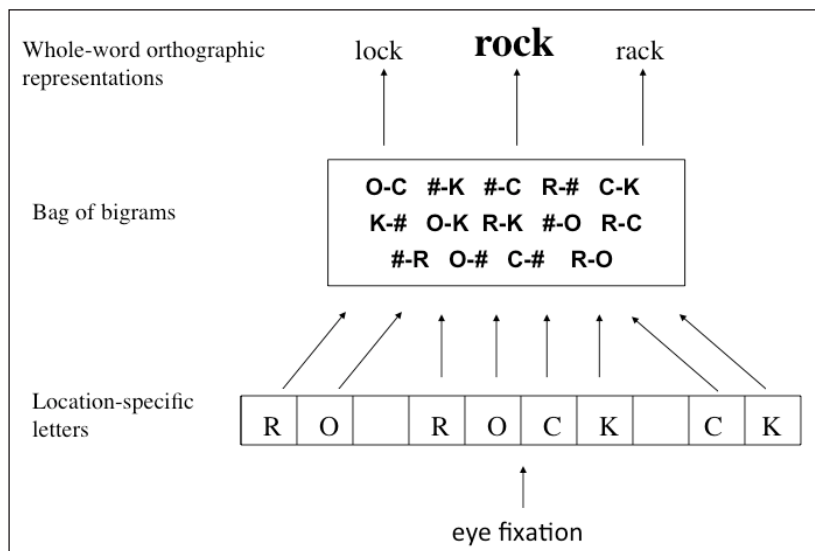 Whole-word orthographic
representations
lock rock rack
Bag of bigrams
O-C #-K #-C R-# C-K
K-# O-K R-K #-O R-C
#-R O-# C-# R-O
Location-specific
letters
R O R O C K C K
eye fixation